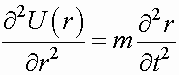 ∂²U(r)/∂r² = m ∂²r/∂t²